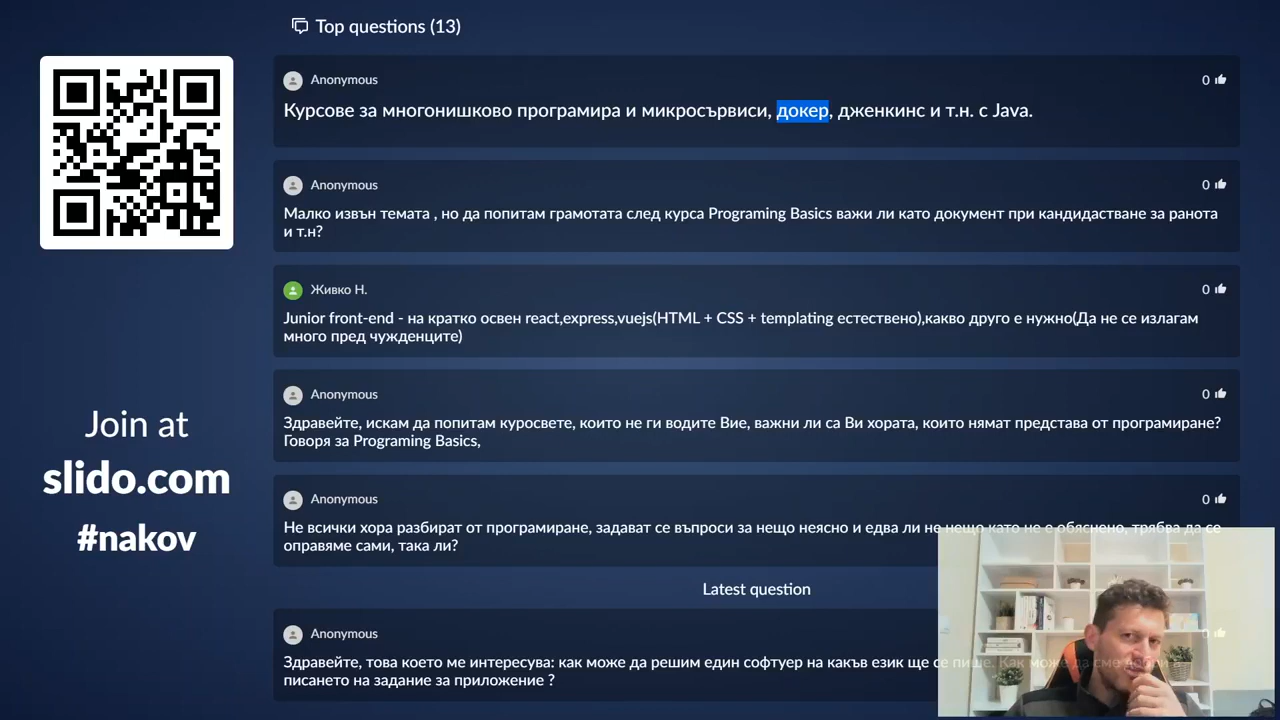 Top questions (13)
Anonymous
0
Курсове за многонишково програмира и микросървиси, докер, дженкинс и т.н. с Java.
Anonymous
0
Малко извън темата , но да попитам грамотата след курса Programing Basics важи ли като документ при кандидастване за ранота
и т.н?
Живко Н.
0
Junior front-end - на кратко освен react,express,vuejs(HTML + CSS + templating естествено),какво друго е нужно(Да не се излагам
много пред чужденците)
Anonymous
0
Здравейте, искам да попитам куросвете, които не ги водите Вие, важни ли са Ви хората, които нямат представа от програмиране?
Говоря за Programing Basics,
Anonymous
0
Не всички хора разбират от програмиране, задават се въпроси за нещо неясно и едва ли не нещо като не е обяснено, трябва да се
оправяме сами, така ли?
Latest question
Anonymous
0
Здравейте, това което ме интересува: как може да решим един софтуер на какъв език ще се пише. Как може да сме добри в
писането на задание за приложение ?
Join at
slido.com
#nakov